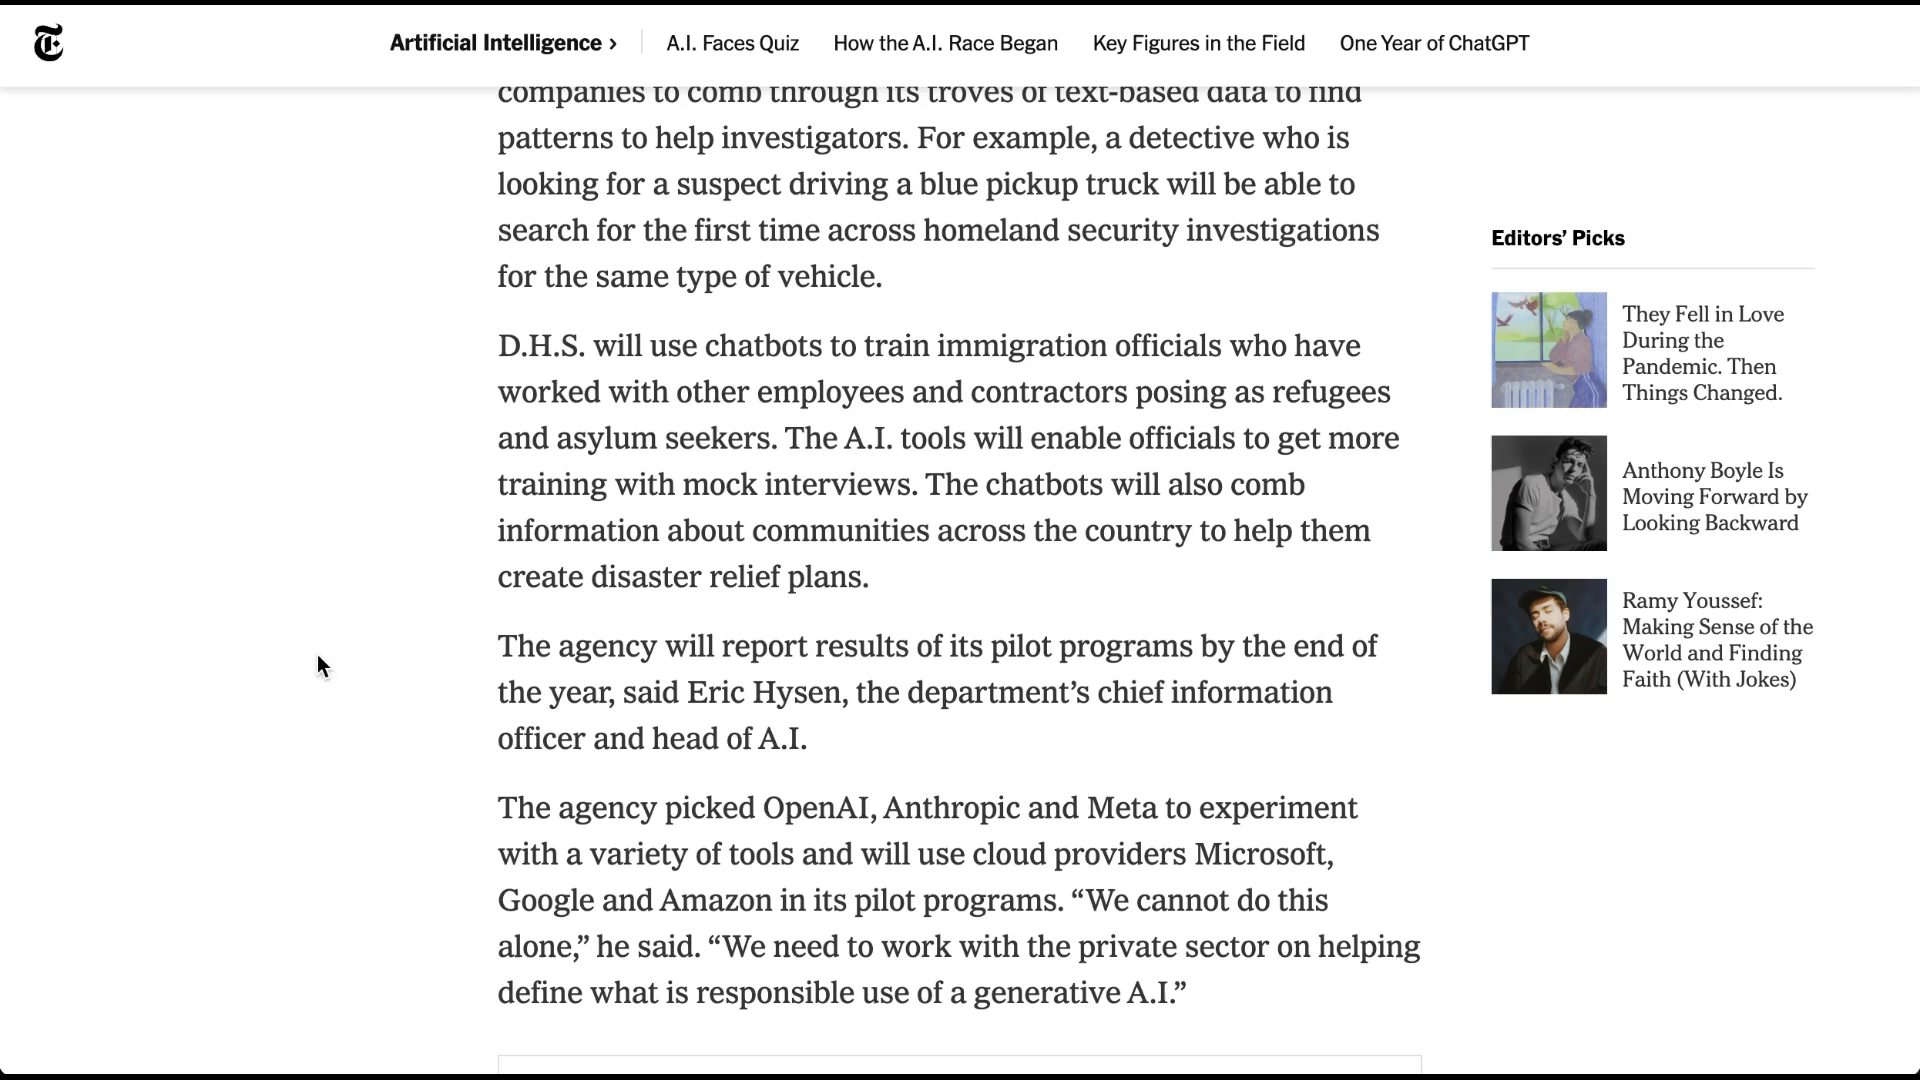 T
Artificial Intelligence ›
A.I. Faces Quiz
How the A.I. Race Began
Key Figures in the Field
One Year of ChatGPT
companies to comb through its troves of text-based data to find
patterns to help investigators. For example, a detective who is
looking for a suspect driving a blue pickup truck will be able to
search for the first time across homeland security investigations
for the same type of vehicle.
D.H.S. will use chatbots to train immigration officials who have
worked with other employees and contractors posing as refugees
and asylum seekers. The A.I. tools will enable officials to get more
training with mock interviews. The chatbots will also comb
information about communities across the country to help them
create disaster relief plans.
The agency will report results of its pilot programs by the end of
the year, said Eric Hysen, the department’s chief information
officer and head of A.I.
The agency picked OpenAI, Anthropic and Meta to experiment
with a variety of tools and will use cloud providers Microsoft,
Google and Amazon in its pilot programs. “We cannot do this
alone,” he said. “We need to work with the private sector on helping
define what is responsible use of a generative A.I.”
Editors’ Picks
They Fell in Love
During the
Pandemic. Then
Things Changed.
Anthony Boyle Is
Moving Forward by
Looking Backward
Ramy Youssef:
Making Sense of the
World and Finding
Faith (With Jokes)